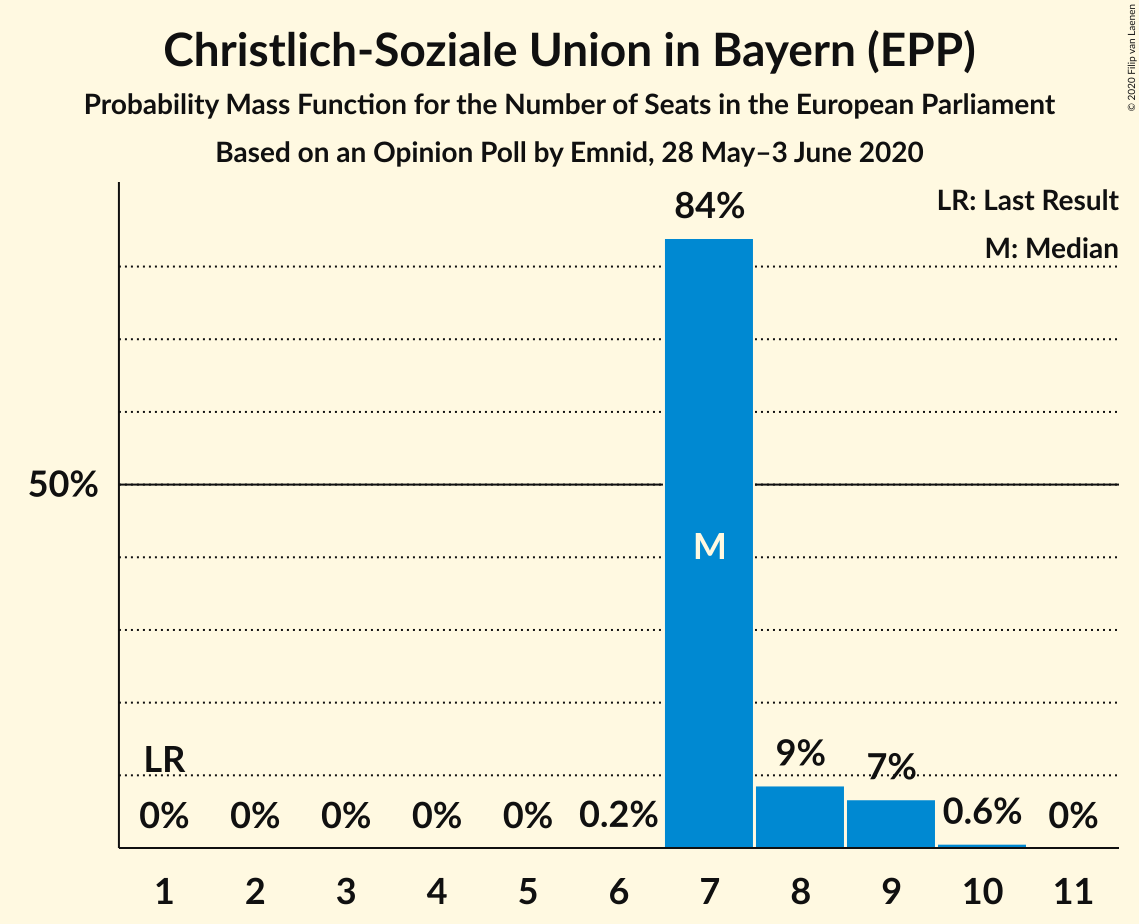 Christlich-Soziale Union in Bayern (EPP)
Probability Mass Function for the Number of Seats in the European Parliament
Based on an Opinion Poll by Emnid, 28 May–3 June 2020
© 2020 Filip van Laenen
LR: Last Result
M: Median
84%
50%
M
LR
9%
7%
0%
0%
0%
0%
0%
0.2%
0.6%
0%
1 2 3 4 5 6 7 8 9 10 11